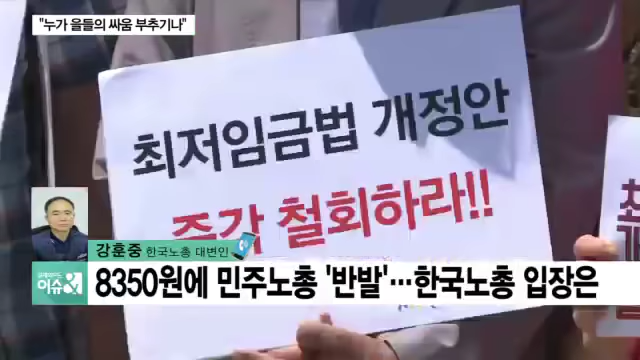 "누가 을들의 싸움 부추기나"
최저임금법 개정안
즉각 철회하라!!
강훈중 한국노총 대변인
이슈&
8350원에 민주노총 '반발'…한국노총 입장은